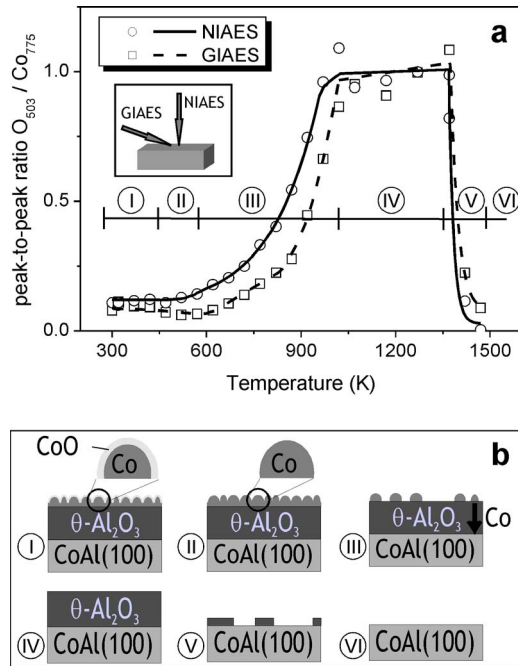 NIAES
GIAES
a
peak-to-peak ratio O503 / Co775
1.0
0.5
0.0
GIAES NIAES
I II III IV V VI
300 600 900 1200 1500
Temperature (K)
b
CoO
Co
Co
θ-Al2O3
CoAl(100)
I
θ-Al2O3
CoAl(100)
II
θ-Al2O3
Co
CoAl(100)
III
θ-Al2O3
CoAl(100)
IV
CoAl(100)
V
CoAl(100)
VI